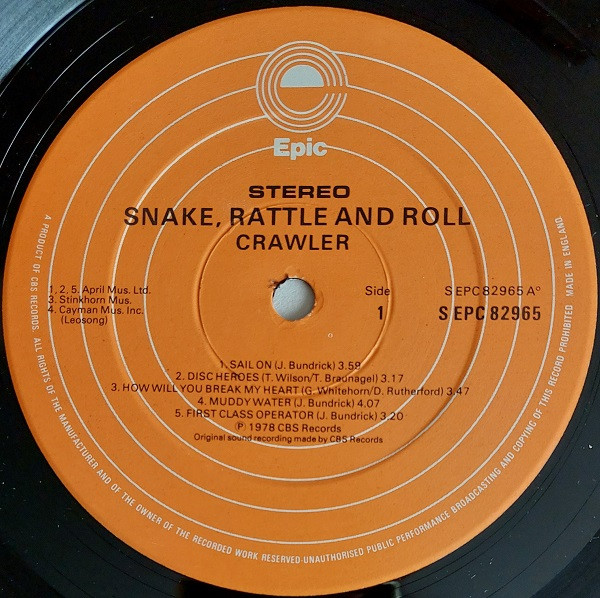 Epic
STEREO
SNAKE, RATTLE AND ROLL
CRAWLER
1, 2, 5. April Mus. Ltd.
3. Stinkhorn Mus.
4. Cayman Mus. Inc.
(Leosong)
Side
1
S EPC 82965 A°
S EPC 82965
1. SAIL ON (J. Bundrick) 3.59
2. DISC HEROES (T. Wilson/T. Braunagel) 3.17
3. HOW WILL YOU BREAK MY HEART (G. Whitehorn/D. Rutherford) 3.47
4. MUDDY WATER (J. Bundrick) 4.07
5. FIRST CLASS OPERATOR (J. Bundrick) 3.20
℗ 1978 CBS Records
Original sound recording made by CBS Records
A PRODUCT OF CBS RECORDS. ALL RIGHTS OF THE MANUFACTURER AND OF THE OWNER OF THE RECORDED WORK RESERVED·UNAUTHORISED PUBLIC PERFORMANCE BROADCASTING AND COPYING OF THIS RECORD PROHIBITED MADE IN ENGLAND